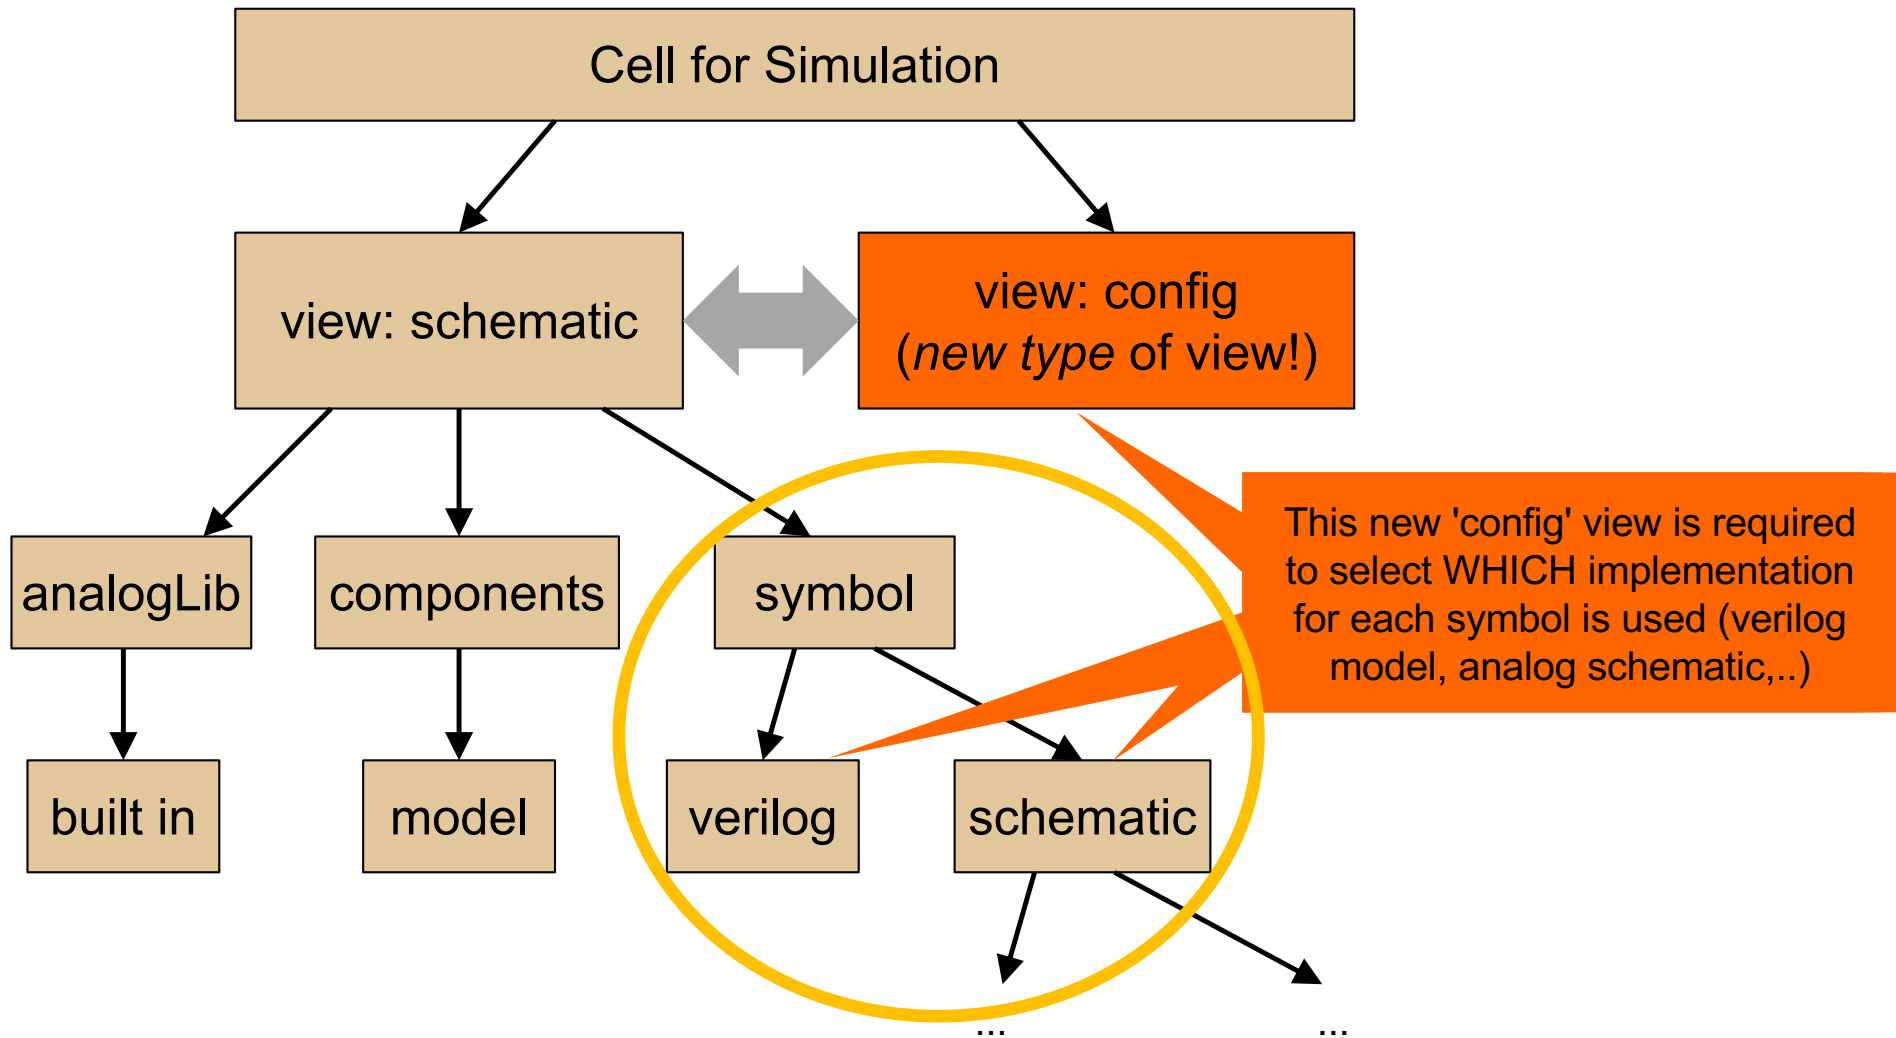 Cell for Simulation
view: schematic
view: config
(new type of view!)
This new 'config' view is required
to select WHICH implementation
for each symbol is used (verilog
model, analog schematic,..)
analogLib
components
symbol
built in
model
verilog
schematic
...
...